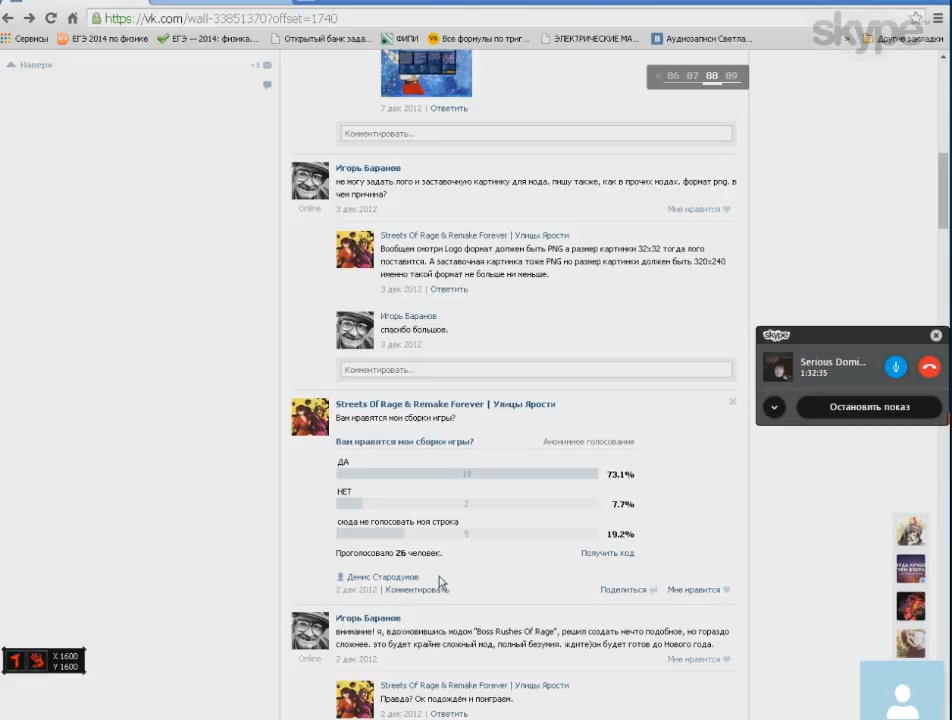 https://vk.com/wall-33851370?offset=1740
Сервисы ЕГЭ 2014 по физике ЕГЭ — 2014: физика... Открытый банк зада... ФИПИ Все формулы по триг... ЭЛЕКТРИЧЕСКИЕ МА... Аудиозаписи Светла... » Другие закладки
skype
Наверх
+1
86 87 88 89
7 дек 2012 | Ответить
Комментировать..
Игорь Баранов
не могу задать лого и заставочную картинку для мода. пишу также, как в прочих модах. формат png. в
чем причина?
Online
3 дек 2012
Мне нравится
Streets Of Rage & Remake Forever | Улицы Ярости
Вообщем смотри Logo формат должен быть PNG а размер картинки 32x32 тогда лого
поставится. А заставочная картинка тоже PNG но размер картинки должен быть 320x240
именно такой формат не больше ни меньше.
3 дек 2012 | Ответить
Игорь Баранов
спасибо большое.
3 дек 2012
Комментировать..
skype
Serious Domi...
1:32:35
Остановить показ
Streets Of Rage & Remake Forever | Улицы Ярости
Вам нравятся мои сборки игры?
Вам нравятся мои сборки игры?
Анонимное голосование
ДА
19
73.1%
НЕТ
2
7.7%
сюда не голосовать моя строка
5
19.2%
Проголосовало 26 человек.
Получить код
Денис Стародумов
2 дек 2012 | Комментировать
Поделиться
Мне нравится
Игорь Баранов
внимание! я, вдохновившись модом "Boss Rushes Of Rage", решил создать нечто подобное, но гораздо
сложнее. это будет крайне сложный мод, полный безумия. ждите)он будет готов до Нового года.
Online
2 дек 2012
Мне нравится
X 1600
Y 1600
Streets Of Rage & Remake Forever | Улицы Ярости
Правда? Ок подождём и поиграем.
2 дек 2012 | Ответить